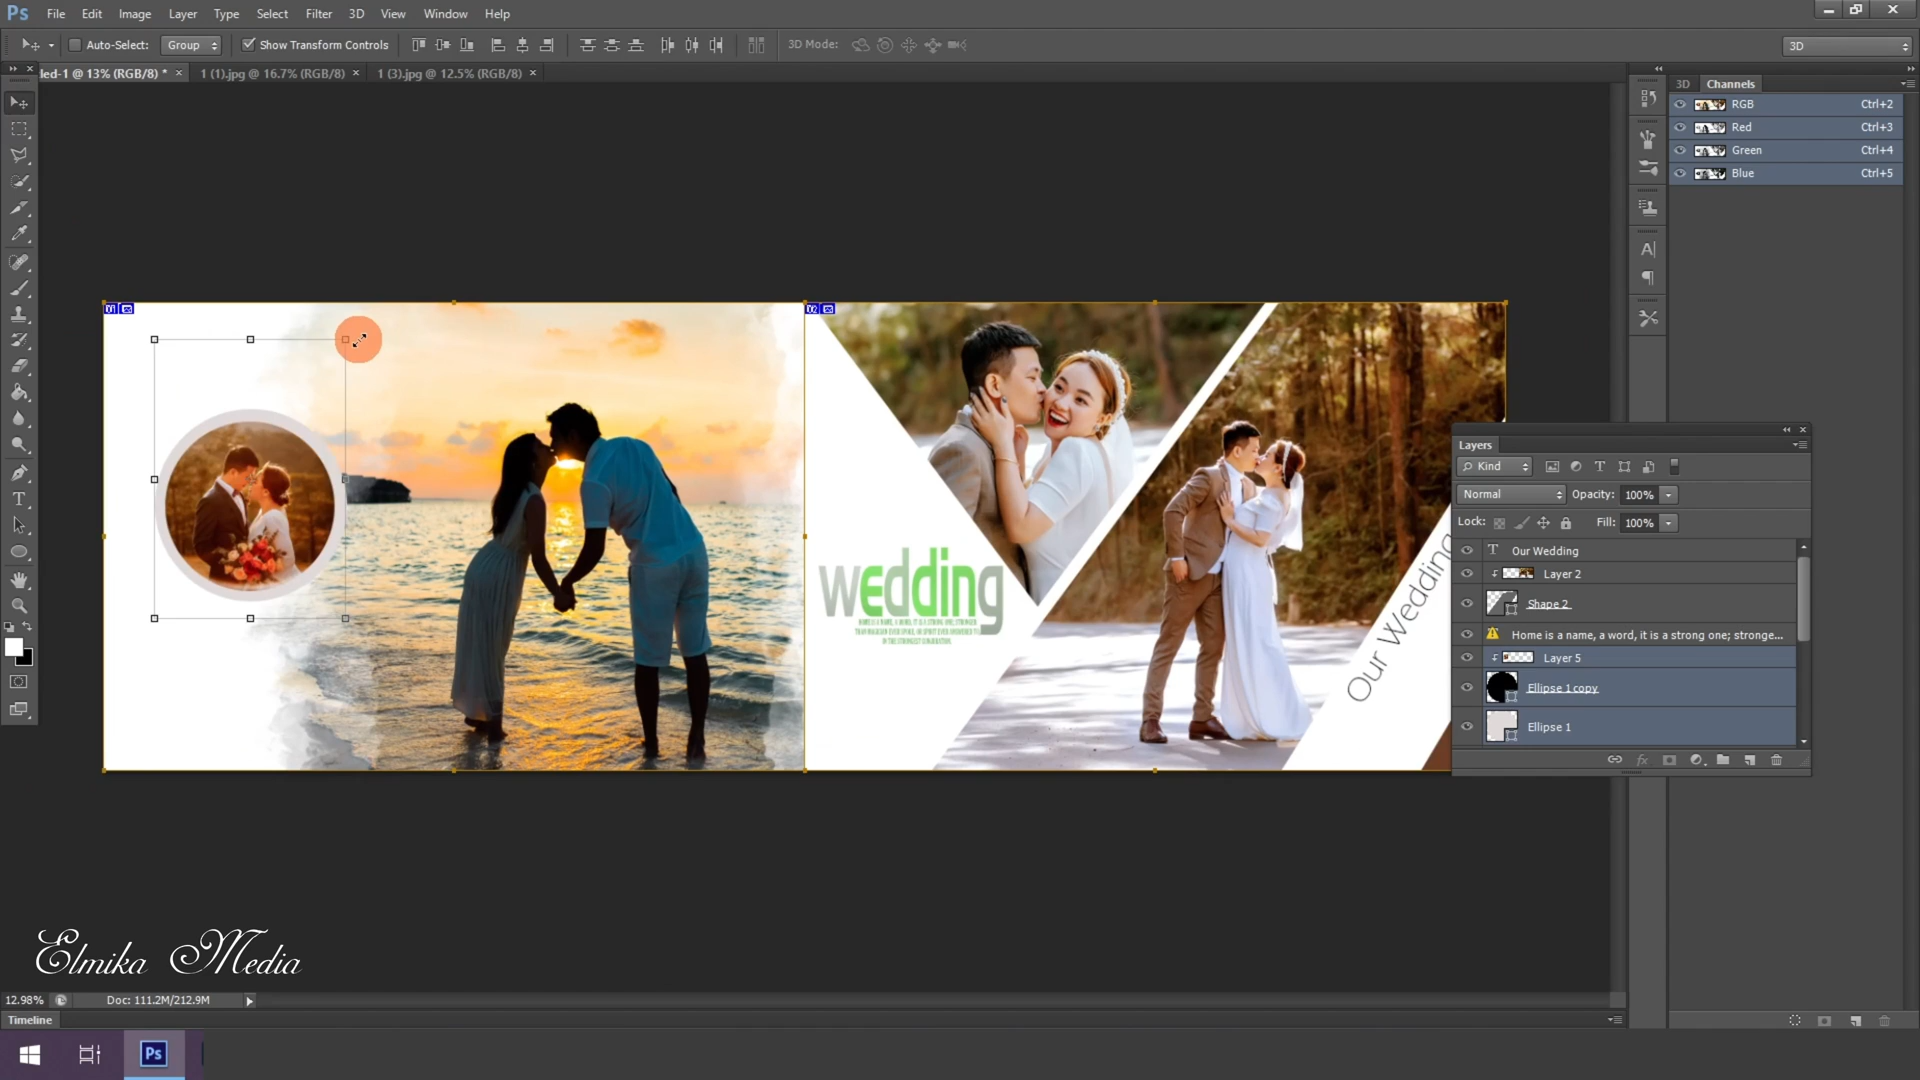 Ps File Edit Image Layer Type Select Filter 3D View Window Help
Auto-Select: Group Show Transform Controls 3D Mode: 3D
led-1 @ 13% (RGB/8) * × 1 (1).jpg @ 16.7% (RGB/8) × 1 (3).jpg @ 12.5% (RGB/8) ×
3D Channels
RGB Ctrl+2
Red Ctrl+3
Green Ctrl+4
Blue Ctrl+5
01
02
wedding
Our Wedding
Layers
Kind
Normal Opacity: 100%
Lock: Fill: 100%
T Our Wedding
Layer 2
Shape 2
Home is a name, a word, it is a strong one; stronge...
Layer 5
Ellipse 1 copy
Ellipse 1
Elmika Media
12.98% Doc: 111.2M/212.9M
Timeline
Ps